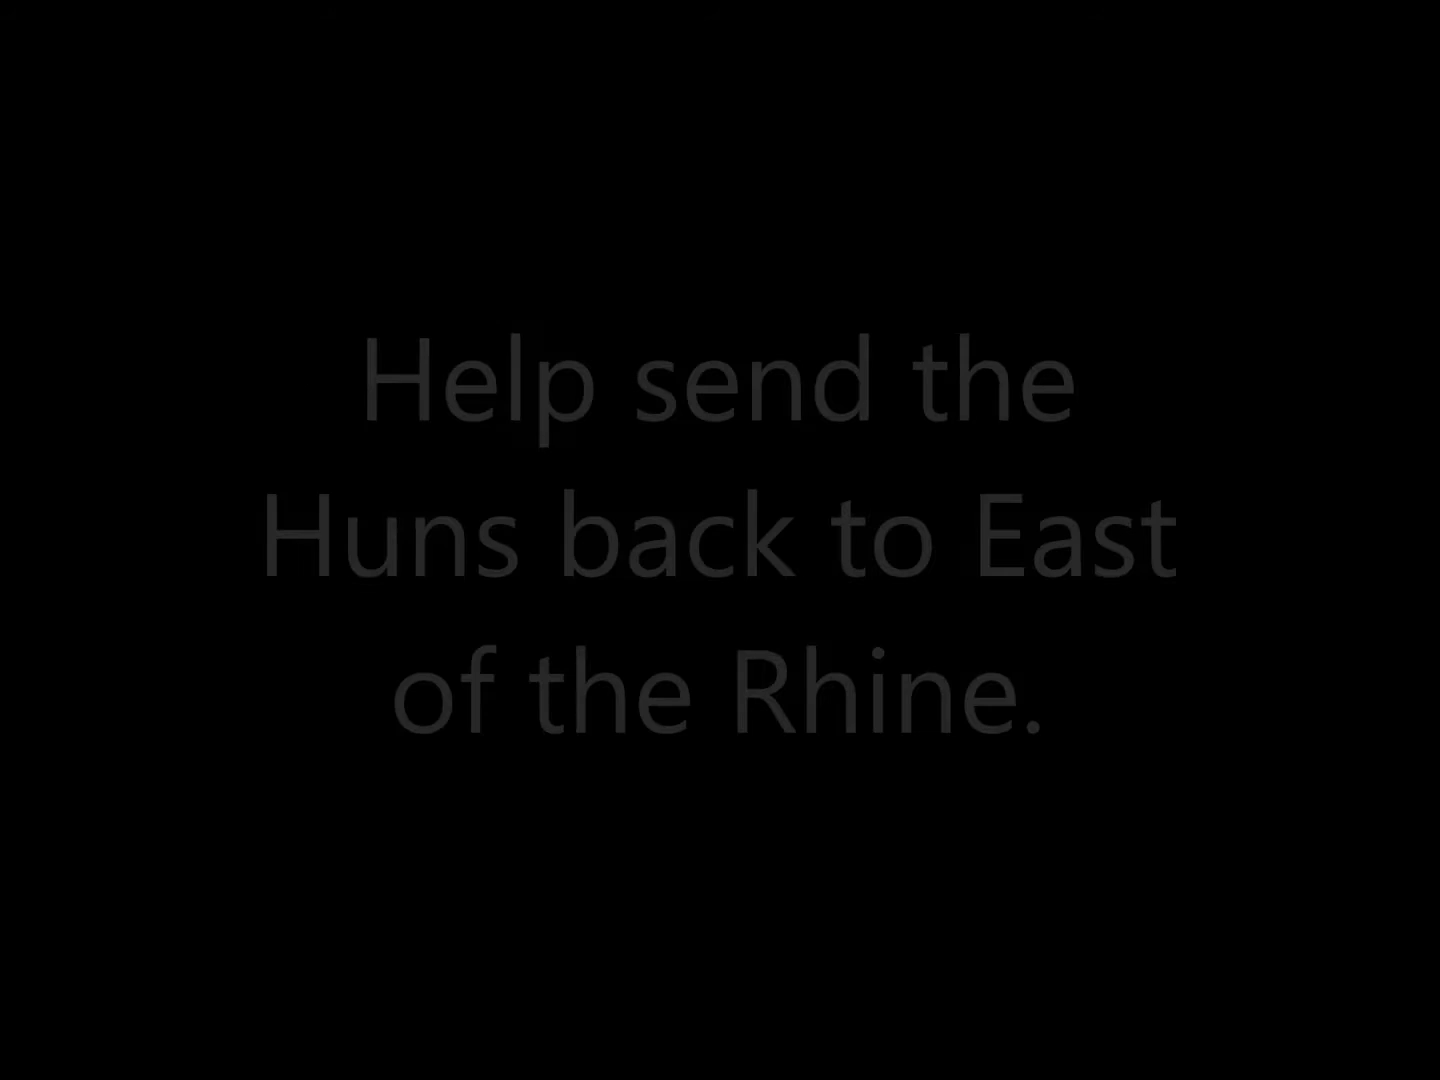 Help send the
Huns back to East
of the Rhine.